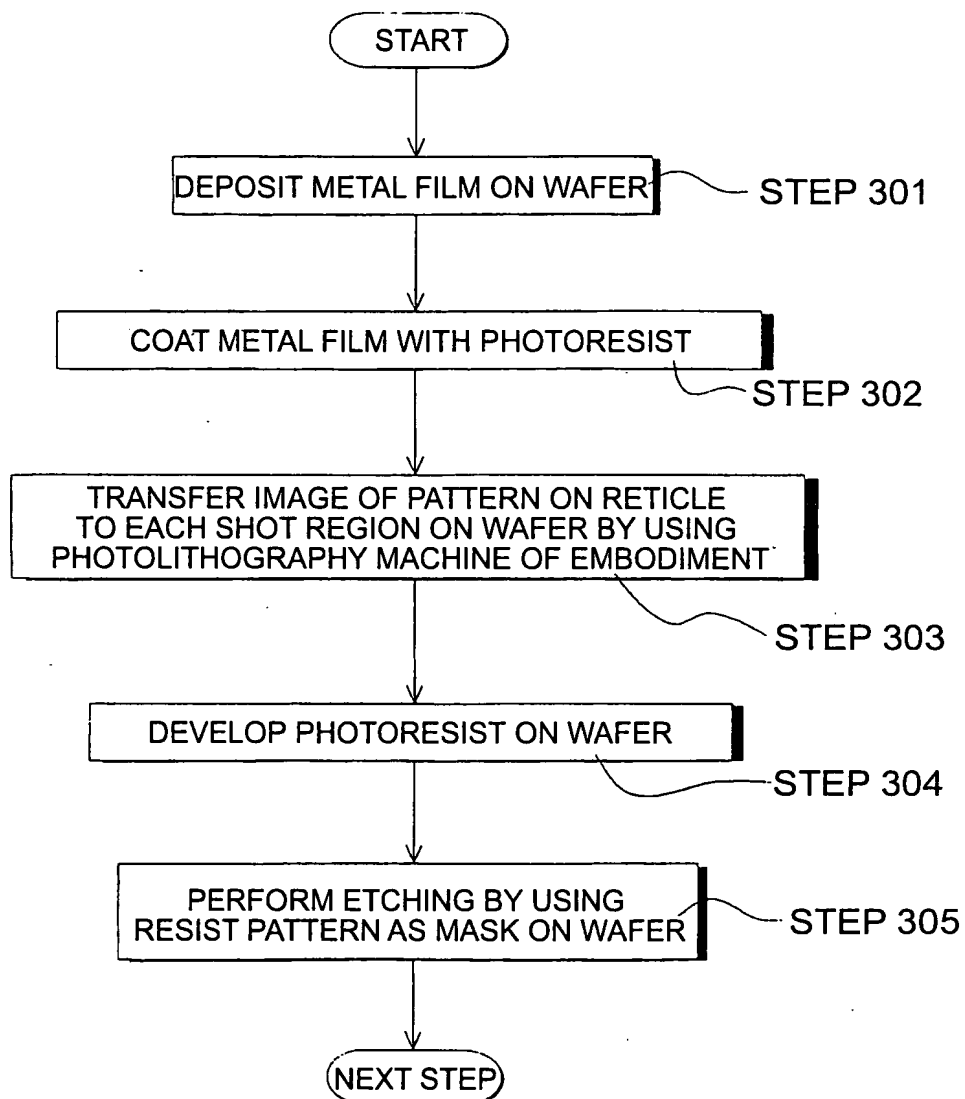 START
DEPOSIT METAL FILM ON WAFER
STEP 301
COAT METAL FILM WITH PHOTORESIST
STEP 302
TRANSFER IMAGE OF PATTERN ON RETICLE
TO EACH SHOT REGION ON WAFER BY USING
PHOTOLITHOGRAPHY MACHINE OF EMBODIMENT
STEP 303
DEVELOP PHOTORESIST ON WAFER
STEP 304
PERFORM ETCHING BY USING
RESIST PATTERN AS MASK ON WAFER
STEP 305
NEXT STEP